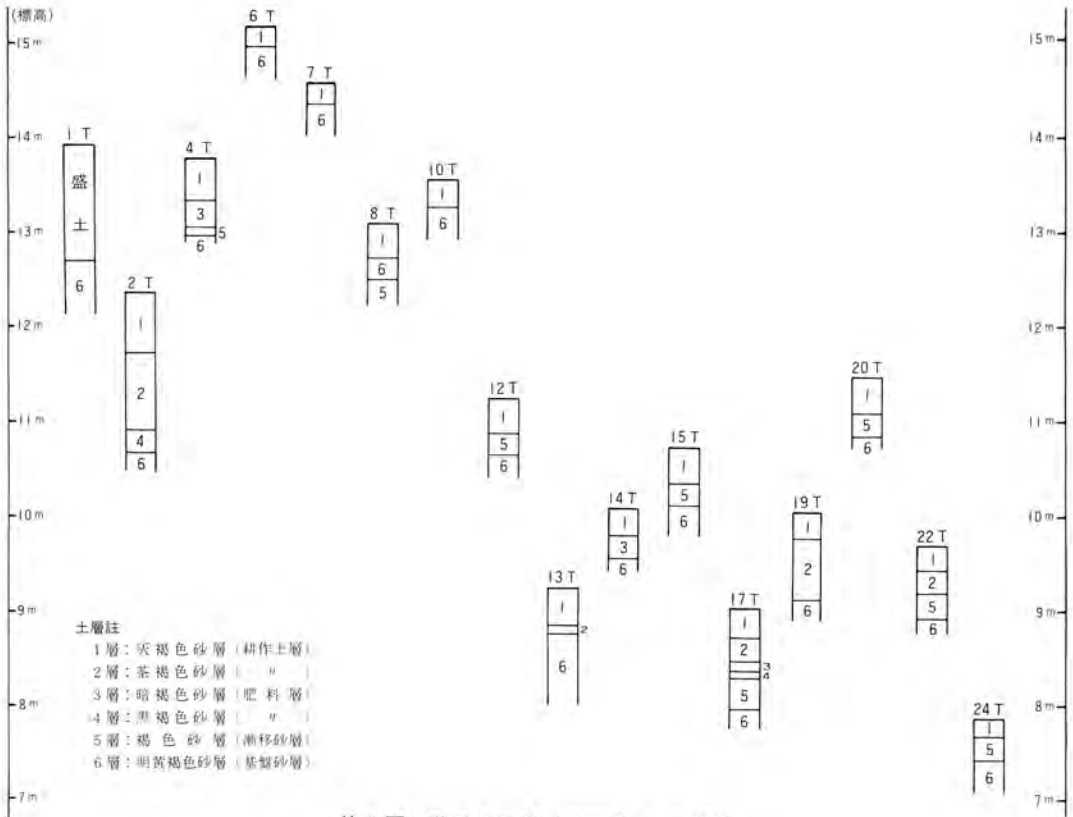 (標高)
15m
14m
13m
12m
11m
10m
9m
8m
7m
15m
14m
13m
12m
11m
10m
9m
8m
7m
1T
盛土
6
2T
1
2
4
6
4T
1
3
5
6
6T
1
6
7T
1
6
8T
1
6
5
10T
1
6
12T
1
5
6
13T
1
2
6
14T
1
3
6
15T
1
5
6
17T
1
2
3
4
5
6
19T
1
2
6
20T
1
5
6
22T
1
2
5
6
24T
1
5
6
土層註
1層:灰褐色砂層(耕作土層)
2層:茶褐色砂層( 〃 )
3層:暗褐色砂層(肥料層)
4層:黒褐色砂層( 〃 )
5層:褐色砂層(漸移砂層)
6層:明黄褐色砂層(基盤砂層)